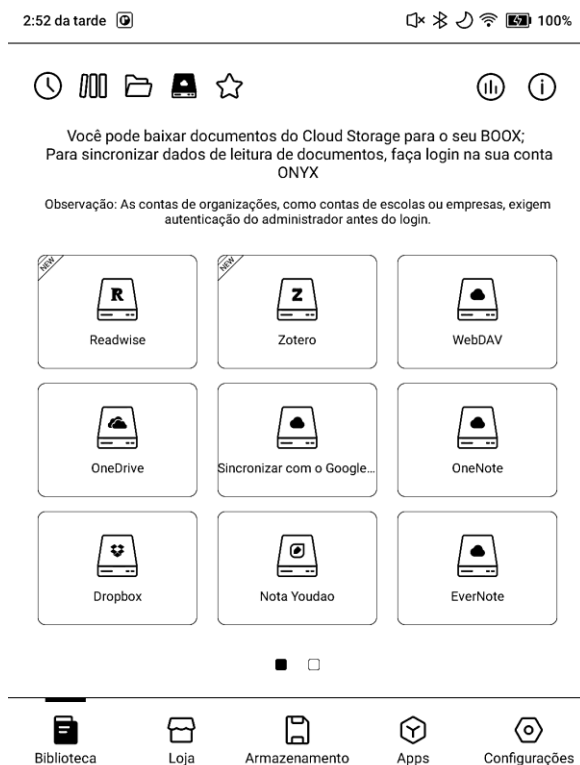 2:52 da tarde
100%
Você pode baixar documentos do Cloud Storage para o seu BOOX;
Para sincronizar dados de leitura de documentos, faça login na sua conta
ONYX
Observação: As contas de organizações, como contas de escolas ou empresas, exigem
autenticação do administrador antes do login.
NEW
R
Readwise
NEW
Z
Zotero
WebDAV
OneDrive
Sincronizar com o Google...
OneNote
Dropbox
Nota Youdao
EverNote
Biblioteca
Loja
Armazenamento
Apps
Configurações